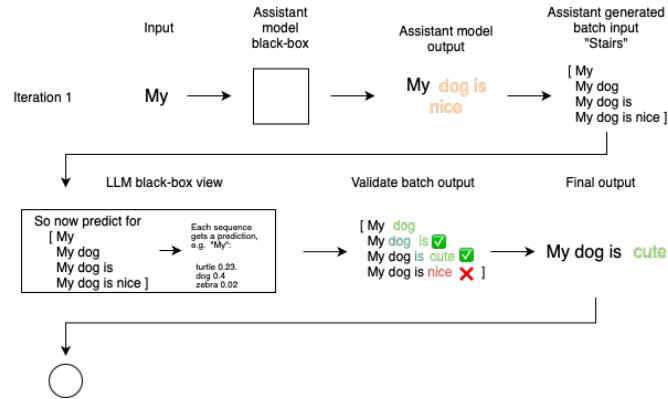 Input
Assistant
model
black-box
Assistant model
output
Assistant generated
batch input
"Stairs"
Iteration 1
My
My dog is
nice
[ My
My dog
My dog is
My dog is nice ]
LLM black-box view
Validate batch output
Final output
So now predict for
[ My
My dog
My dog is
My dog is nice ]
Each sequence
gets a prediction,
e.g. "My":
turtle 0.23.
dog 0.4
zebra 0.02
[ My dog
My dog is ✅
My dog is cute ✅
My dog is nice ❌ ]
My dog is cute